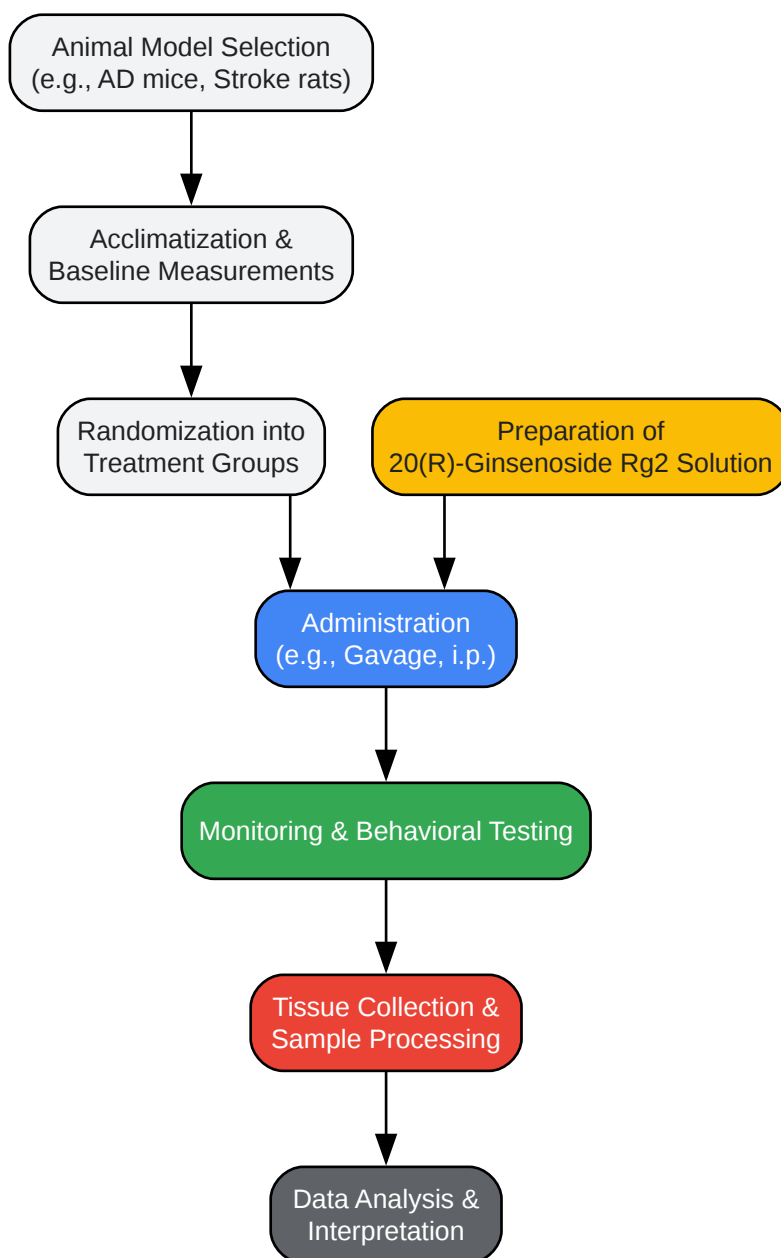 Animal Model Selection
(e.g., AD mice, Stroke rats)
Acclimatization &
Baseline Measurements
Randomization into
Treatment Groups
Preparation of
20(R)-Ginsenoside Rg2 Solution
Administration
(e.g., Gavage, i.p.)
Monitoring & Behavioral Testing
Tissue Collection &
Sample Processing
Data Analysis &
Interpretation